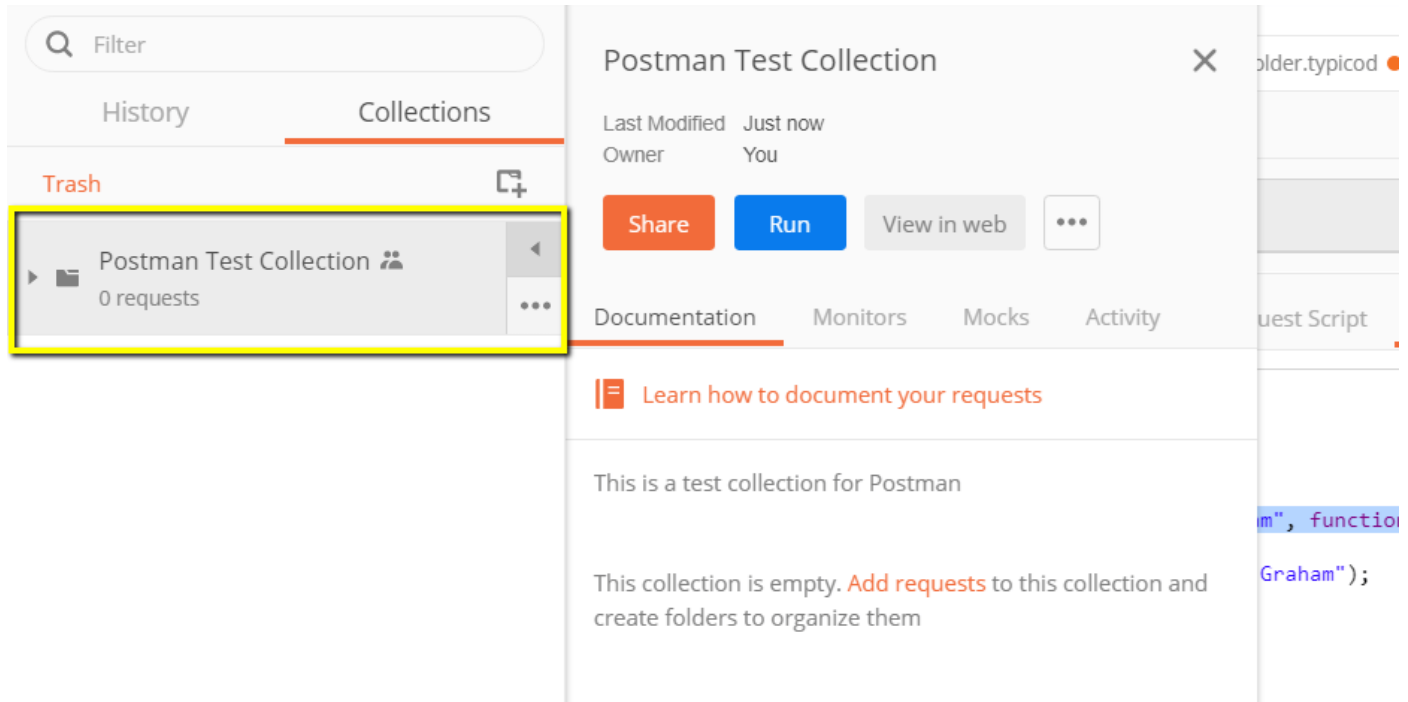 Filter
History
Collections
Trash
Postman Test Collection
0 requests
Postman Test Collection
Last Modified Just now
Owner You
Share
Run
View in web
Documentation
Monitors
Mocks
Activity
Learn how to document your requests
This is a test collection for Postman
This collection is empty. Add requests to this collection and
create folders to organize them
older.typicod
uest Script
m", function
Graham");